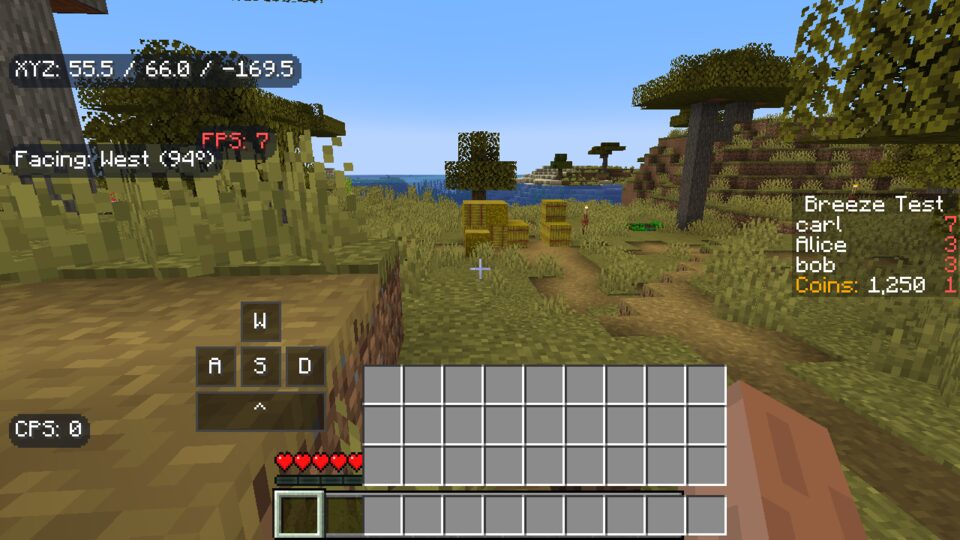 XYZ: 55.5 / 66.0 / -169.5
FPS: 7
Facing: West (94°)
Breeze Test
carl 7
Alice 3
bob 3
Coins: 1,250 1
W
A S D
^
CPS: 0